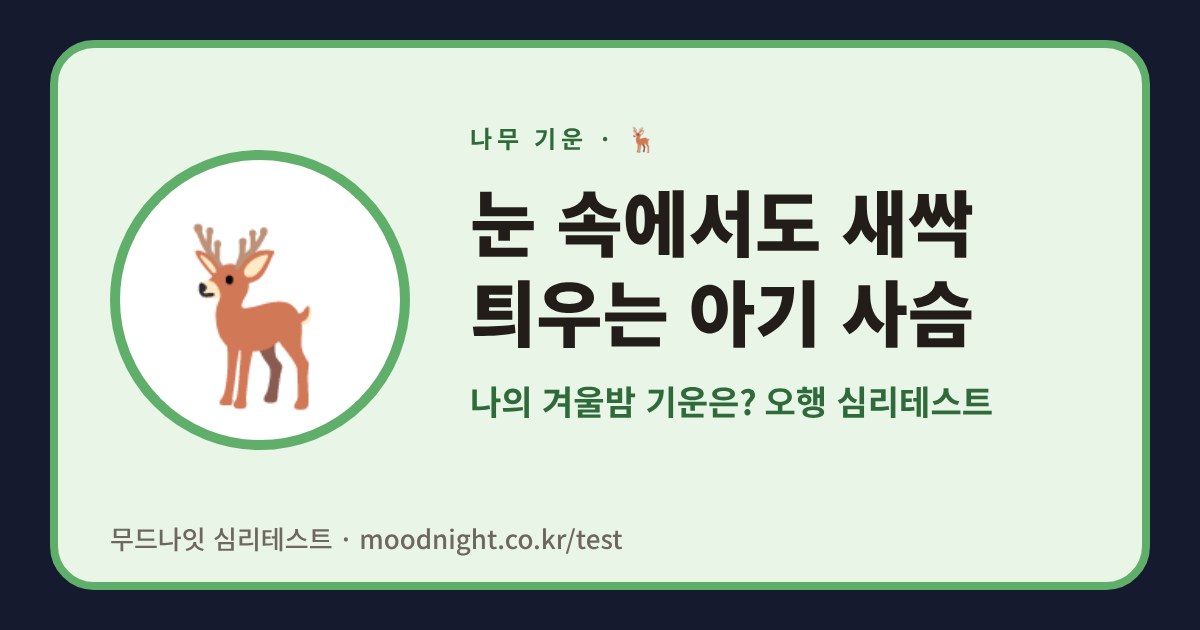 나무 기운 · 🦌
눈 속에서도 새싹
틔우는 아기 사슴
나의 겨울밤 기운은? 오행 심리테스트
무드나잇 심리테스트 · moodnight.co.kr/test